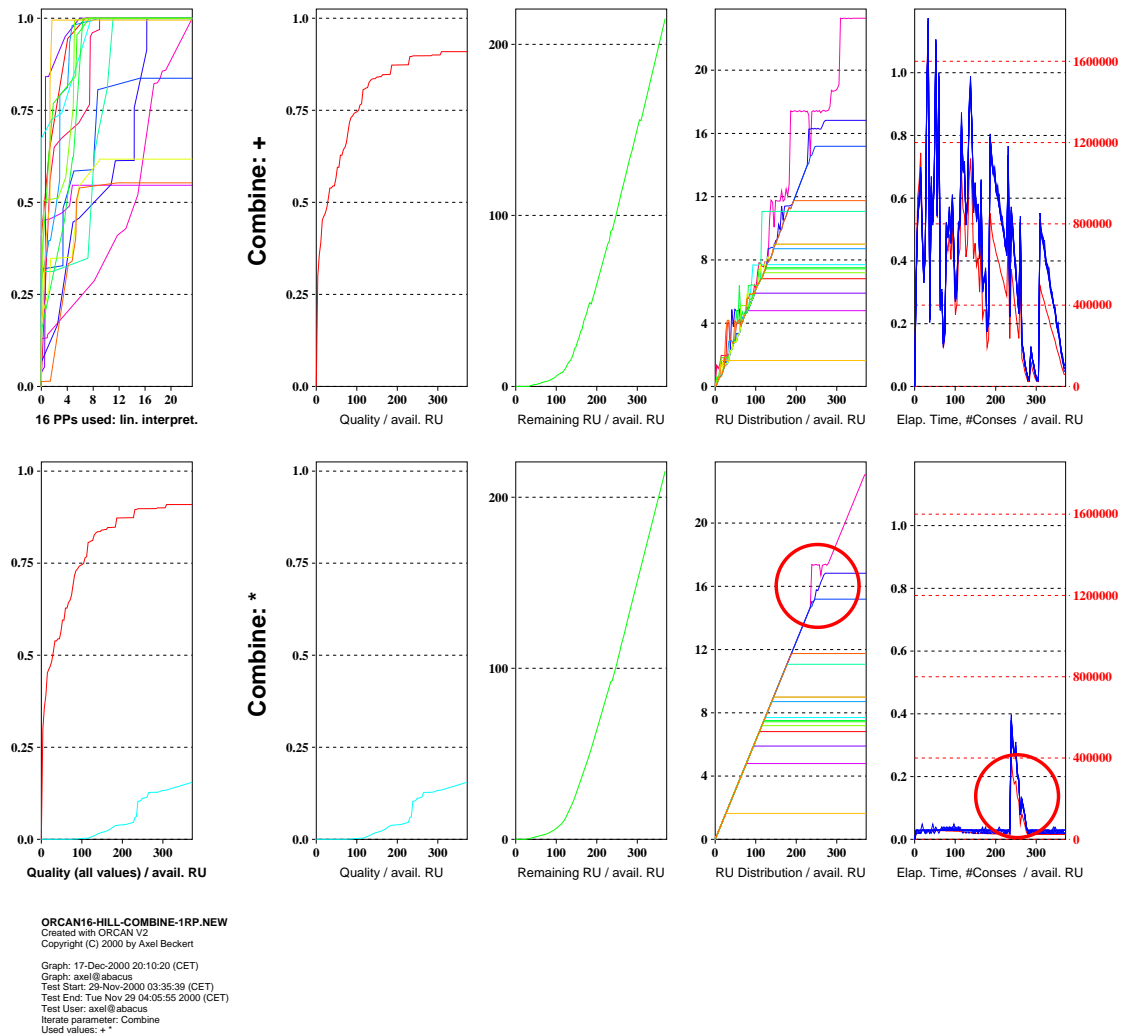 1.0
0.75
0.5
0.25
0.0
0 4 8 12 16 20
16 PPs used: lin. interpret.
Combine: +
1.0
0.75
0.5
0.25
0.0
0 100 200 300
Quality / avail. RU
200
100
0
0 100 200 300
Remaining RU / avail. RU
20
16
12
8
4
0
0 100 200 300
RU Distribution / avail. RU
1.0
0.8
0.6
0.4
0.2
0.0
1600000
1200000
800000
400000
0
0 100 200 300
Elap. Time, #Conses / avail. RU
1.0
0.75
0.5
0.25
0.0
0 100 200 300
Quality (all values) / avail. RU
Combine: *
1.0
0.75
0.5
0.25
0.0
0 100 200 300
Quality / avail. RU
200
100
0
0 100 200 300
Remaining RU / avail. RU
20
16
12
8
4
0
0 100 200 300
RU Distribution / avail. RU
1.0
0.8
0.6
0.4
0.2
0.0
1600000
1200000
800000
400000
0
0 100 200 300
Elap. Time, #Conses / avail. RU
ORCAN16-HILL-COMBINE-1RP.NEW
Created with ORCAN V2
Copyright (C) 2000 by Axel Beckert
Graph: 17-Dec-2000 20:10:20 (CET)
Graph: axel@abacus
Test Start: 29-Nov-2000 03:35:39 (CET)
Test End: Tue Nov 29 04:05:55 2000 (CET)
Test User: axel@abacus
Iterate parameter: Combine
Used values: + *